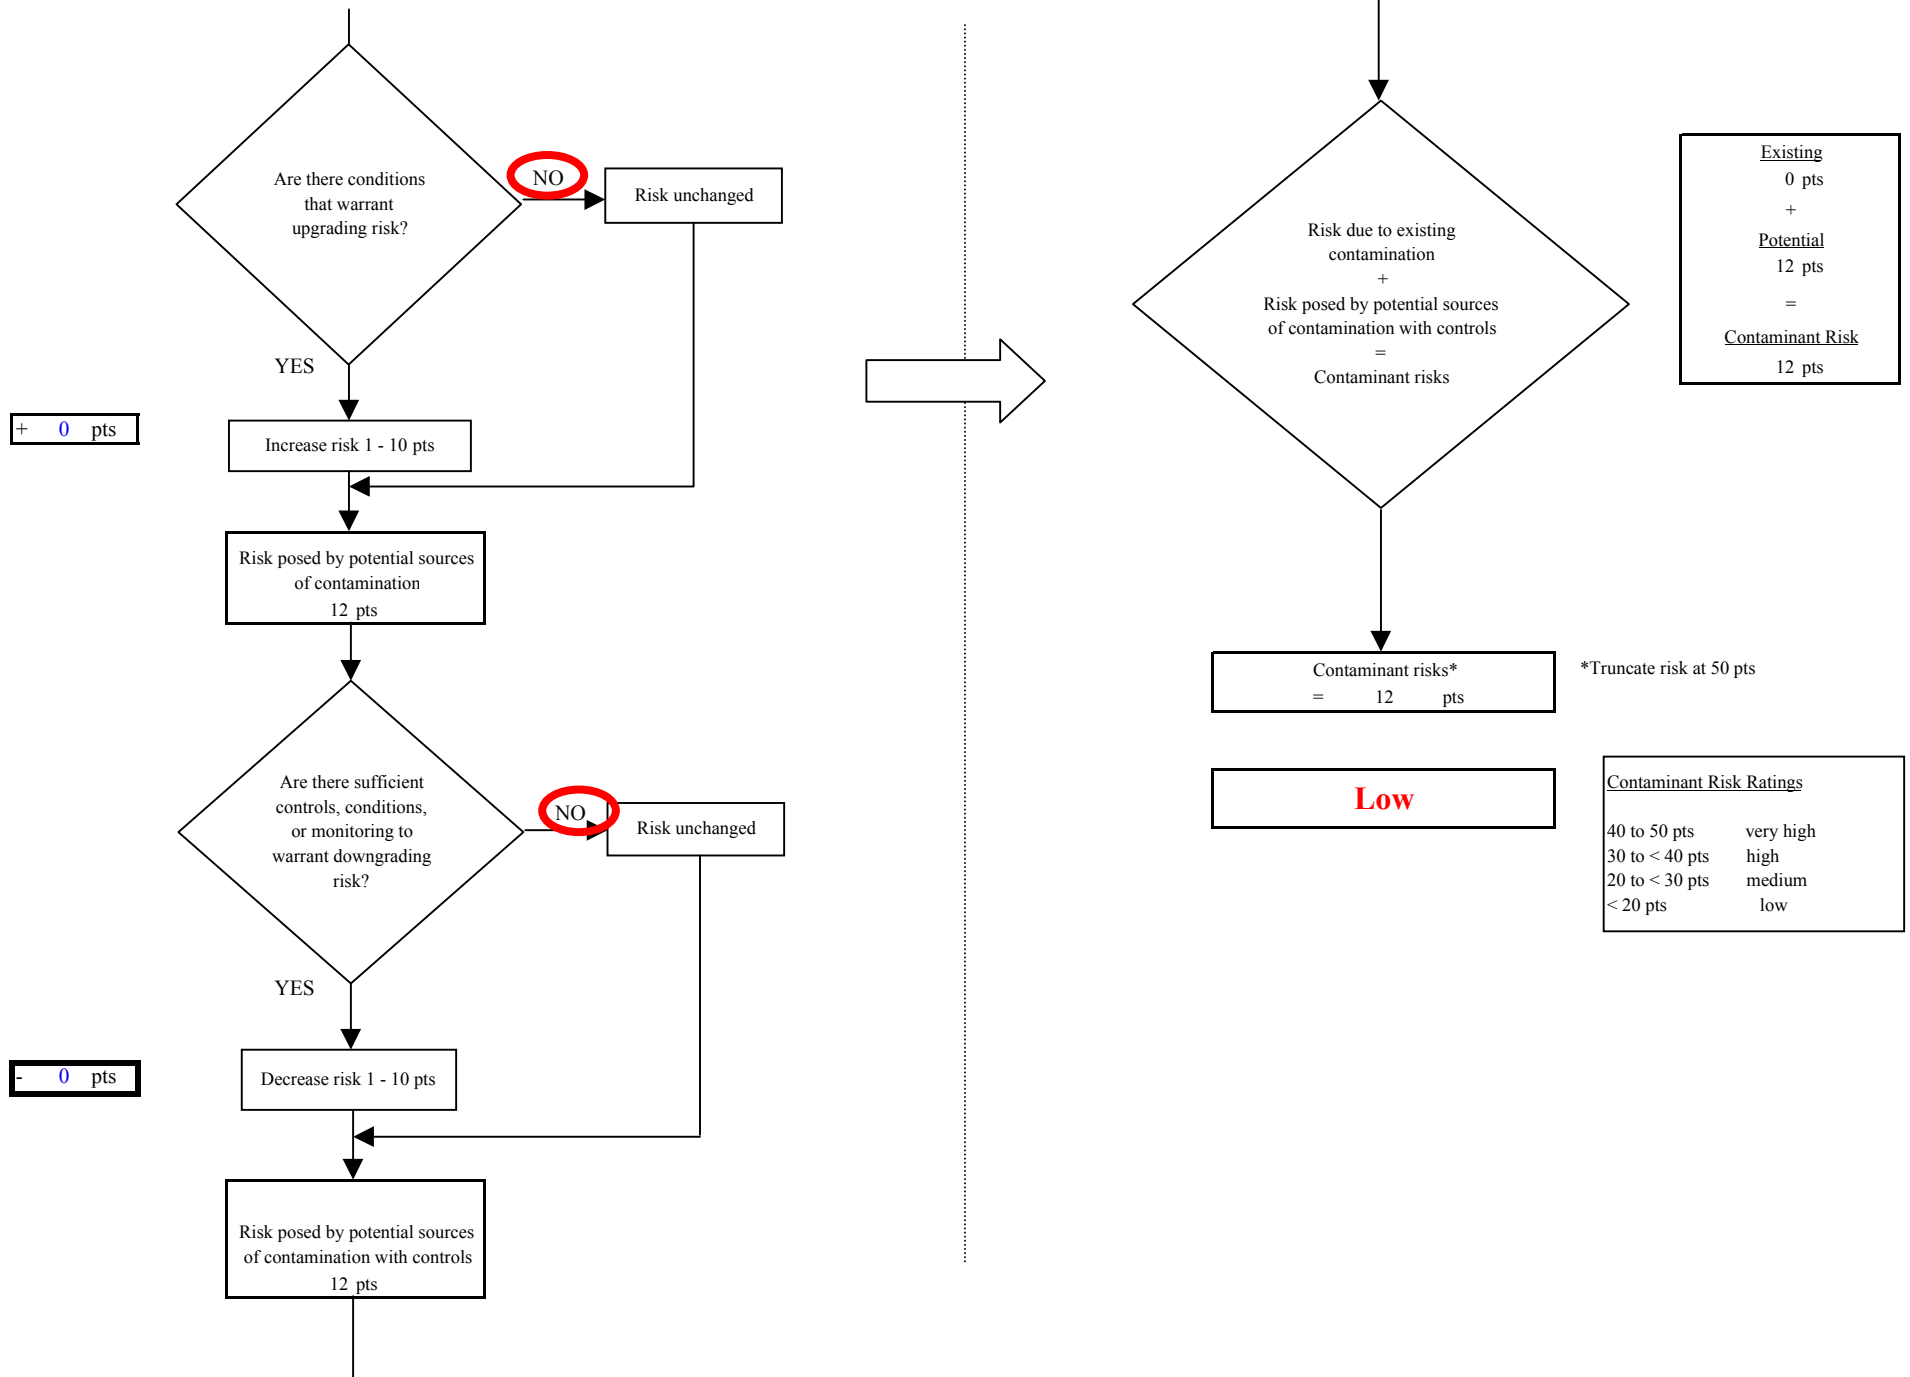 Are there conditions
that warrant
upgrading risk?
NO
Risk unchanged
YES
+ 0 pts
Increase risk 1 - 10 pts
Risk posed by potential sources
of contamination
12 pts
Are there sufficient
controls, conditions,
or monitoring to
warrant downgrading
risk?
NO
Risk unchanged
YES
- 0 pts
Decrease risk 1 - 10 pts
Risk posed by potential sources
of contamination with controls
12 pts
Risk due to existing
contamination
+
Risk posed by potential sources
of contamination with controls
=
Contaminant risks
Existing
0 pts
+
Potential
12 pts
=
Contaminant Risk
12 pts
Contaminant risks*
= 12 pts
*Truncate risk at 50 pts
Low
Contaminant Risk Ratings
40 to 50 pts very high
30 to < 40 pts high
20 to < 30 pts medium
< 20 pts low